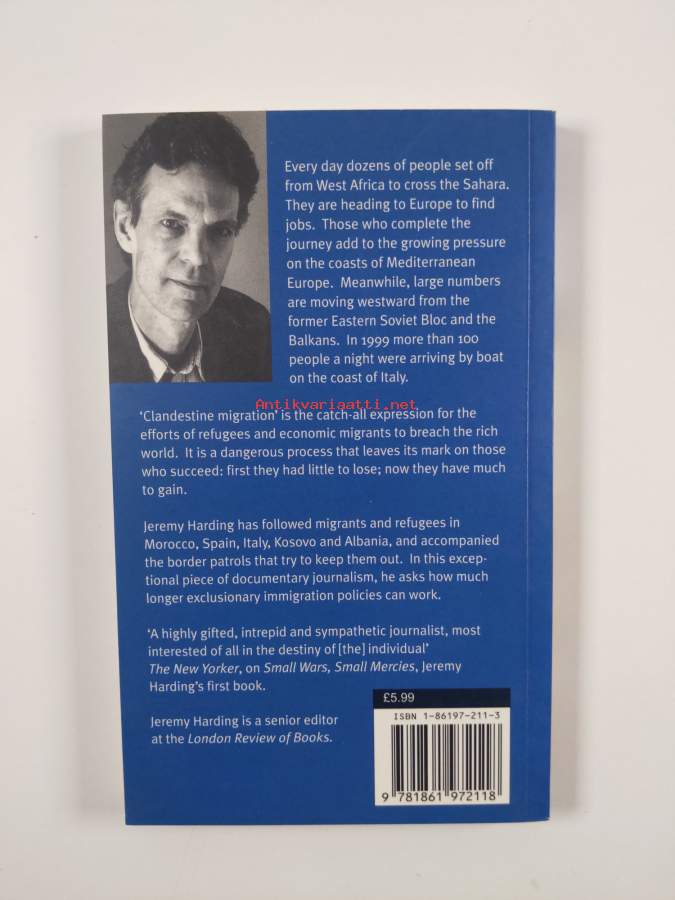 Every day dozens of people set off
from West Africa to cross the Sahara.
They are heading to Europe to find
jobs. Those who complete the
journey add to the growing pressure
on the coasts of Mediterranean
Europe. Meanwhile, large numbers
are moving westward from the
former Eastern Soviet Bloc and the
Balkans. In 1999 more than 100
people a night were arriving by boat
on the coast of Italy.
Antikvariaatti.net
‘Clandestine migration’ is the catch-all expression for the
efforts of refugees and economic migrants to breach the rich
world. It is a dangerous process that leaves its mark on those
who succeed: first they had little to lose; now they have much
to gain.
Jeremy Harding has followed migrants and refugees in
Morocco, Spain, Italy, Kosovo and Albania, and accompanied
the border patrols that try to keep them out. In this excep-
tional piece of documentary journalism, he asks how much
longer exclusionary immigration policies can work.
‘A highly gifted, intrepid and sympathetic journalist, most
interested of all in the destiny of [the] individual’
The New Yorker, on Small Wars, Small Mercies, Jeremy
Harding’s first book.
Jeremy Harding is a senior editor
at the London Review of Books.
£5.99
ISBN 1-86197-211-3
9 781861 972118